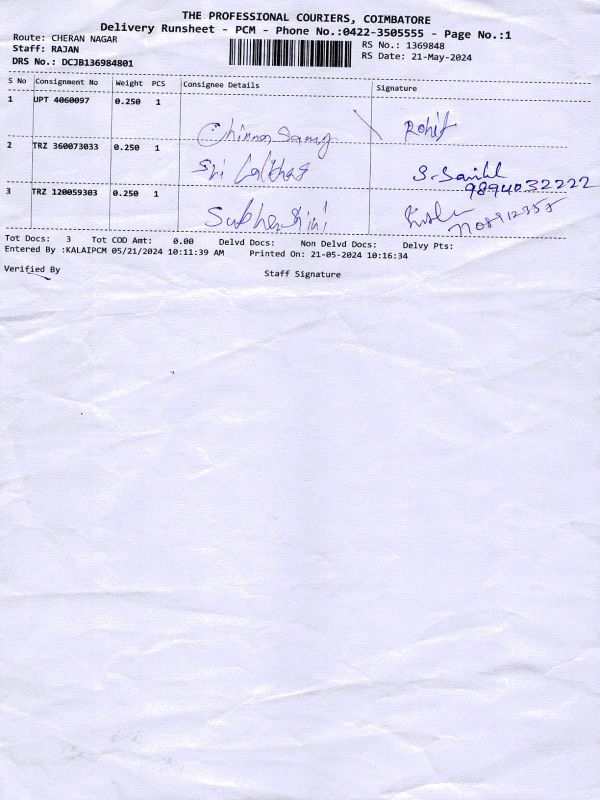 THE PROFESSIONAL COURIERS, COIMBATORE
Delivery Runsheet - PCM - Phone No.:0422-3505555 - Page No.:1
Route: CHERAN NAGAR
RS No.: 1369848
Staff: RAJAN
RS Date: 21-May-2024
DRS No.: DCJB136984801
S No Consignment No Weight PCS Consignee Details Signature
1 UPT 4060097 0.250 1
Rohit
2 TRZ 360073033 0.250 1 Sri
9894032222
3 TRZ 120059303 0.250 1
Tot Docs: 3 Tot COD Amt: 0.00 Delvd Docs: Non Delvd Docs: Delvy Pts:
Entered By :KALAIPCM 05/21/2024 10:11:39 AM Printed On: 21-05-2024 10:16:34
Verified By
Staff Signature